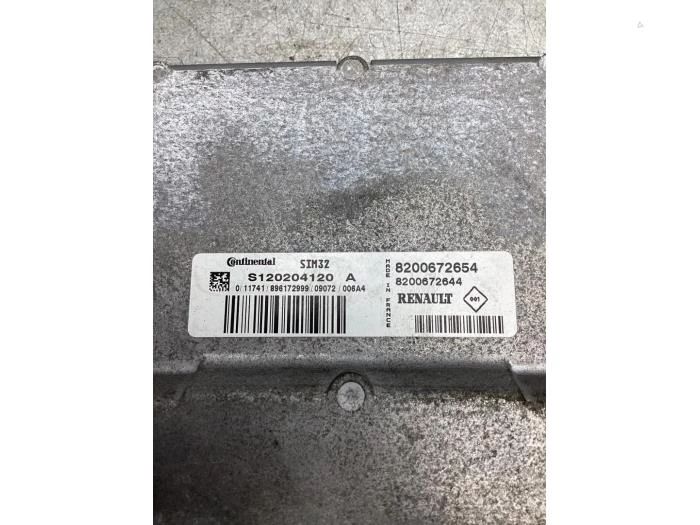 Continental SIM32
S120204120 A
0/11741/896172999/09072/006A4
MADE IN FRANCE
8200672654
8200672644
RENAULT 001